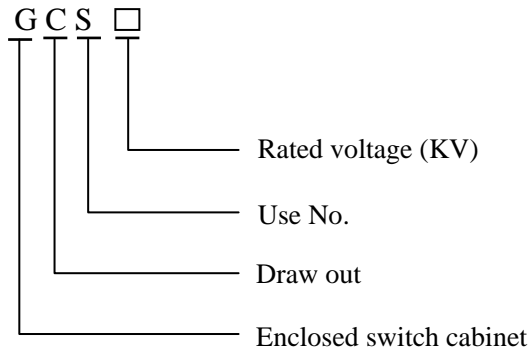 G C S □
Rated voltage (KV)
Use No.
Draw out
Enclosed switch cabinet